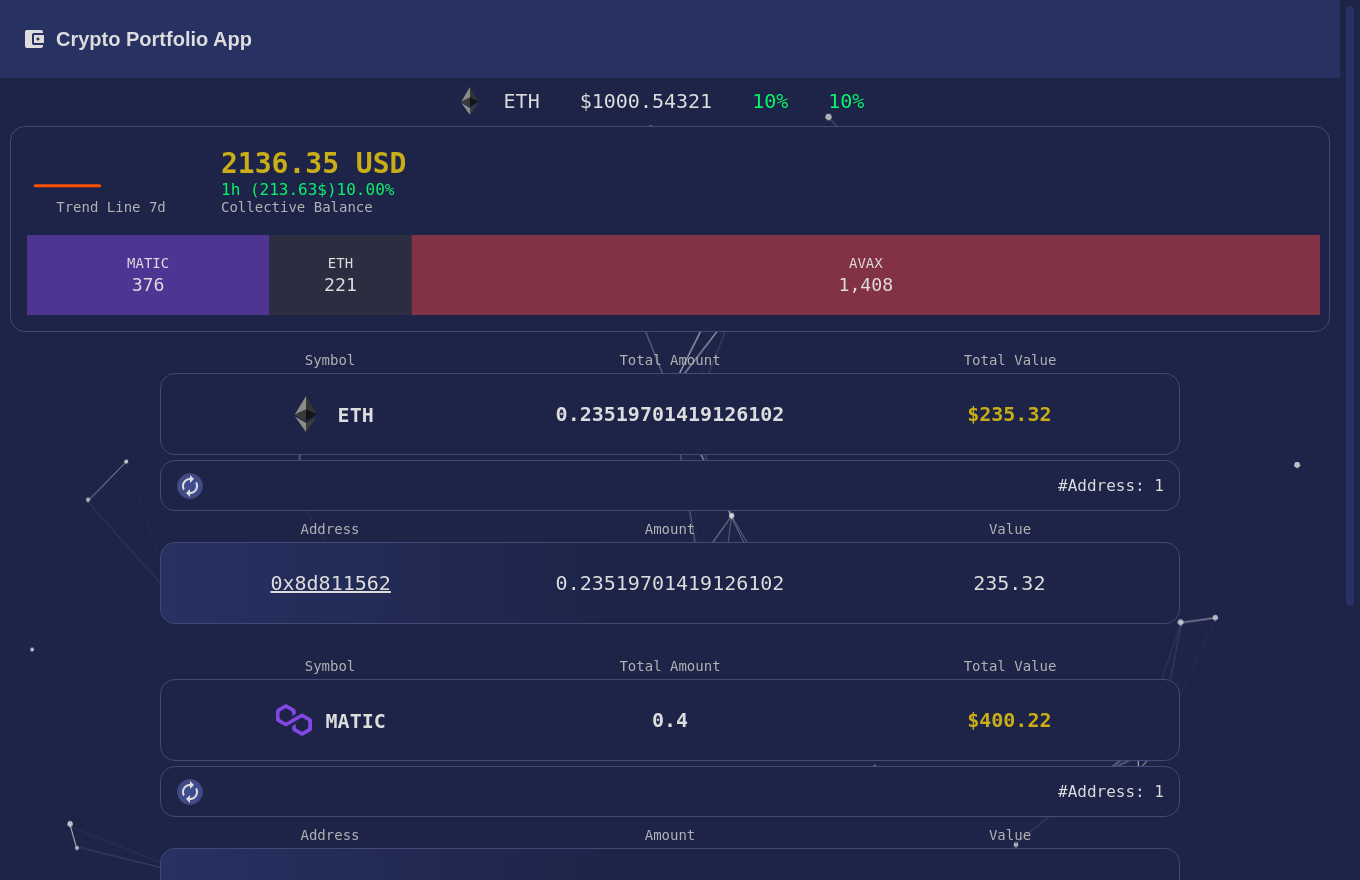 Crypto Portfolio App
ETH $1000.54321 10% 10%
2136.35 USD
1h (213.63$)10.00%
Trend Line 7d Collective Balance
MATIC ETH AVAX
376 221 1,408
Symbol Total Amount Total Value
ETH 0.23519701419126102 $235.32
#Address: 1
Address Amount Value
0x8d811562 0.23519701419126102 235.32
Symbol Total Amount Total Value
MATIC 0.4 $400.22
#Address: 1
Address Amount Value